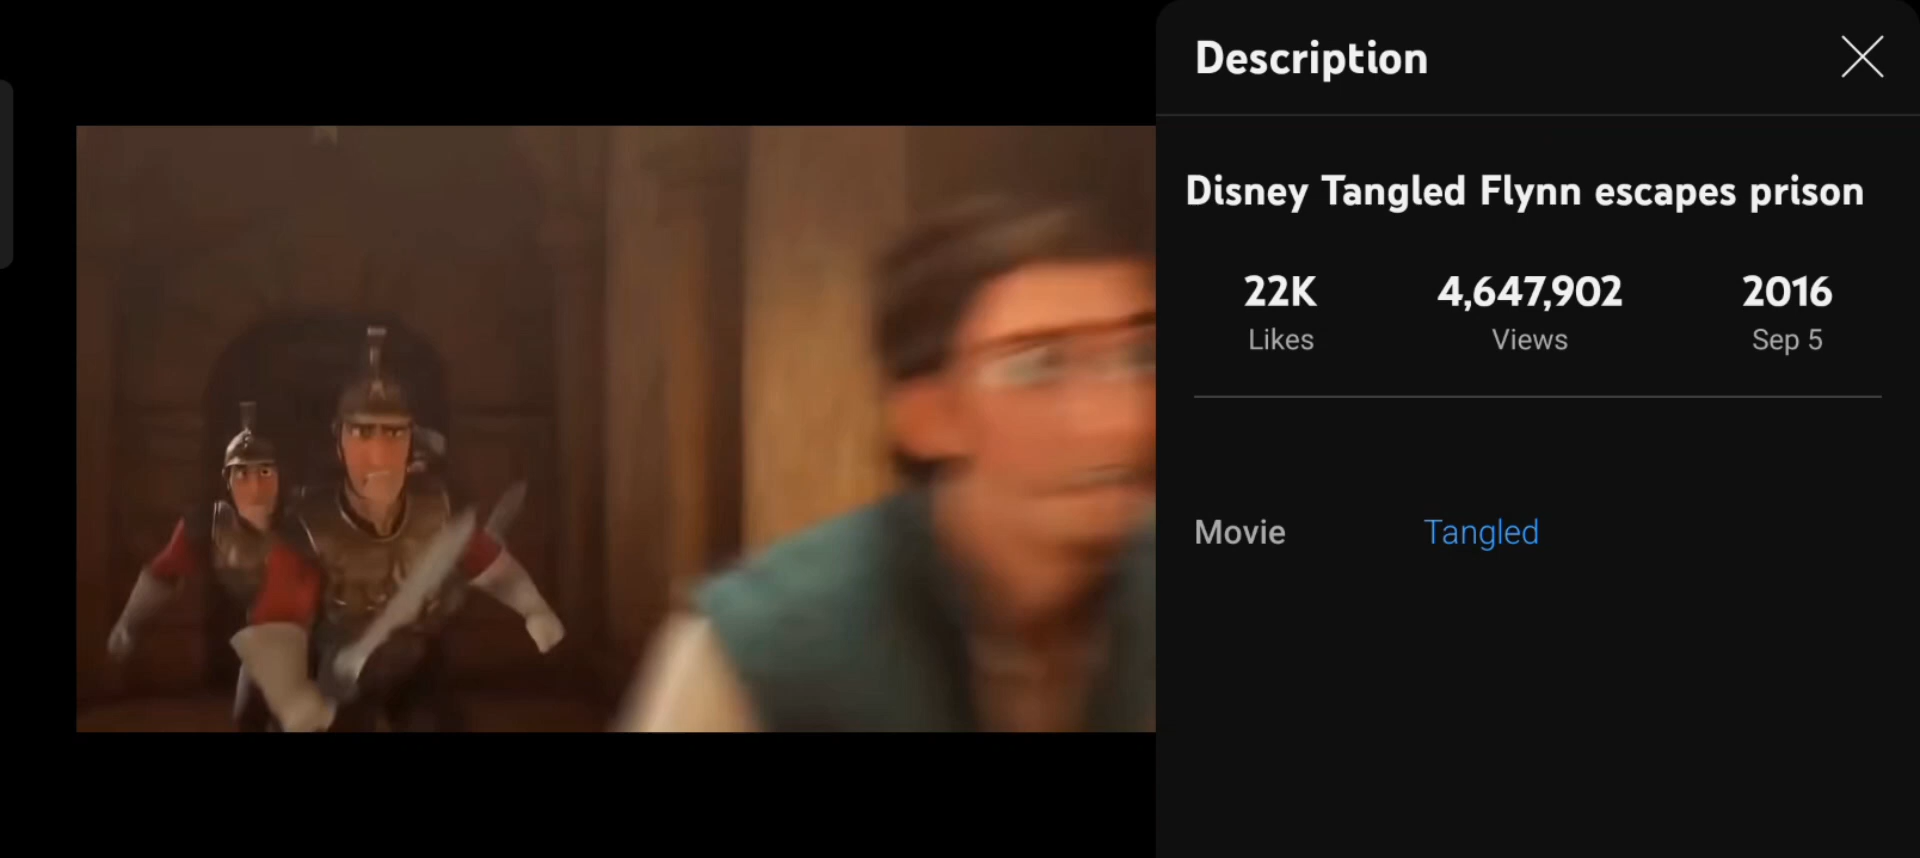 Description
Disney Tangled Flynn escapes prison
22K 4,647,902 2016
Likes Views Sep 5
Movie Tangled